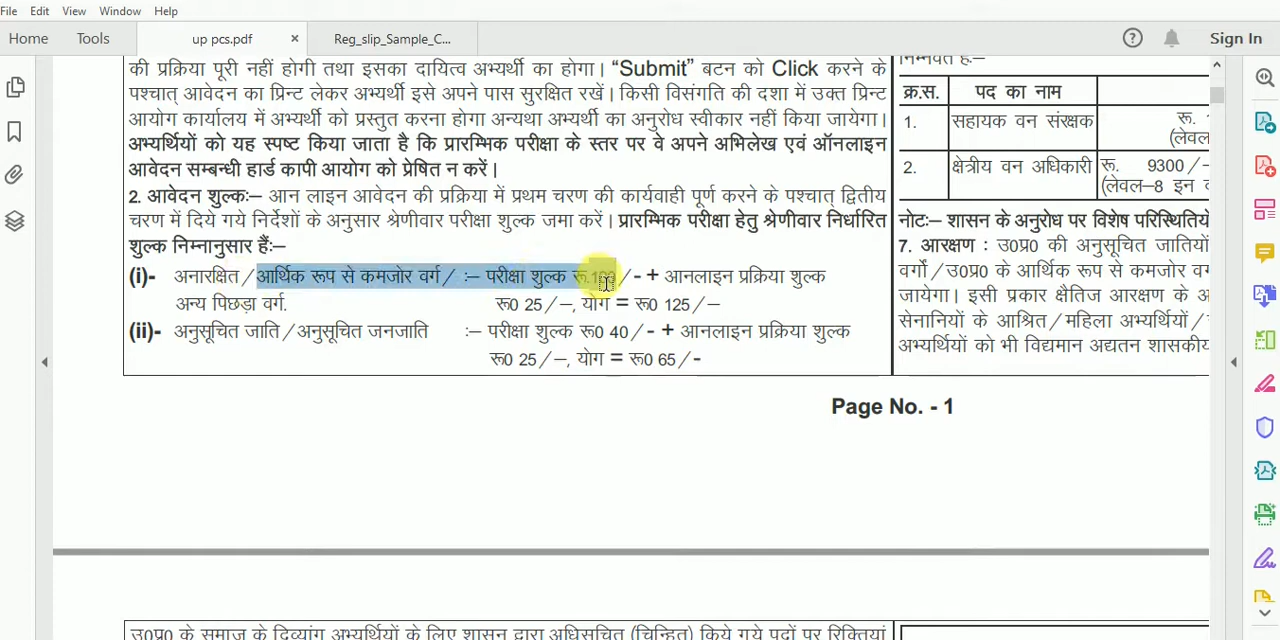 File Edit View Window Help
Home Tools up pcs.pdf × Reg_slip_Sample_C... ? Sign In
की प्रक्रिया पूरी नहीं होगी तथा इसका दायित्व अभ्यर्थी का होगा। “Submit” बटन को Click करने के
पश्चात् आवेदन का प्रिन्ट लेकर अभ्यर्थी इसे अपने पास सुरक्षित रखें। किसी विसंगति की दशा में उक्त प्रिन्ट
आयोग कार्यालय में अभ्यर्थी को प्रस्तुत करना होगा अन्यथा अभ्यर्थी का अनुरोध स्वीकार नहीं किया जायेगा।
अभ्यर्थियों को यह स्पष्ट किया जाता है कि प्रारम्भिक परीक्षा के स्तर पर वे अपने अभिलेख एवं ऑनलाइन
आवेदन सम्बन्धी हार्ड कापी आयोग को प्रेषित न करें।
2. आवेदन शुल्कः– आन लाइन आवेदन की प्रक्रिया में प्रथम चरण की कार्यवाही पूर्ण करने के पश्चात् द्वितीय
चरण में दिये गये निर्देशों के अनुसार श्रेणीवार परीक्षा शुल्क जमा करें। प्रारम्भिक परीक्षा हेतु श्रेणीवार निर्धारित
शुल्क निम्नानुसार हैंः–
(i)- अनारक्षित/आर्थिक रूप से कमजोर वर्ग/ :– परीक्षा शुल्क रू.100/- + आनलाइन प्रक्रिया शुल्क
अन्य पिछड़ा वर्ग. रू0 25/–, योग = रू0 125/–
(ii)- अनुसूचित जाति/अनुसूचित जनजाति :– परीक्षा शुल्क रू0 40/- + आनलाइन प्रक्रिया शुल्क
रू0 25/–, योग = रू0 65/-
निम्नवत हैः–
क्र.स. पद का नाम
1. सहायक वन संरक्षक रू.
(लेवल
2. क्षेत्रीय वन अधिकारी रू. 9300/–
(लेवल–8 इन
नोटः– शासन के अनुरोध पर विशेष परिस्थितियों
7. आरक्षण : उ0प्र0 की अनुसूचित जातियों
वर्गों/उ0प्र0 के आर्थिक रूप से कमजोर
जायेगा। इसी प्रकार क्षैतिज आरक्षण के
सेनानियों के आश्रित/महिला अभ्यर्थियों/
अभ्यर्थियों को भी विद्यमान अद्यतन शासकीय
Page No. - 1
उ0प्र0 के समाज के दिव्यांग अभ्यर्थियों के लिए शासन द्वारा अधिसूचित (चिन्हित) किये गये पदों पर रिक्तियां